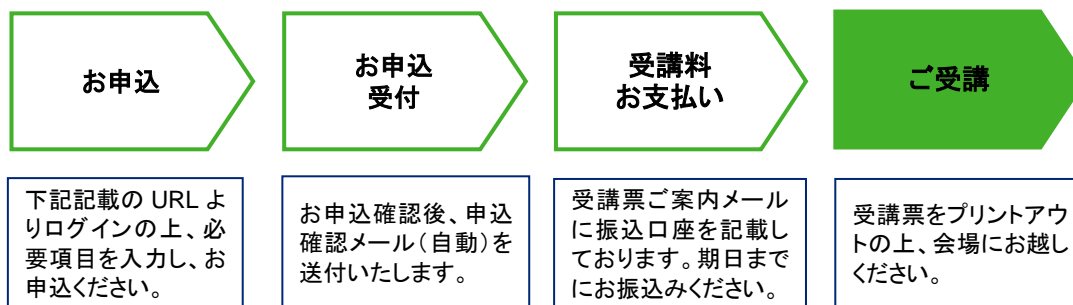 お申込
お申込
受付
受講料
お支払い
ご受講
下記記載の URL よ
りログインの上、必
要項目を入力し、お
申込ください。
お申込確認後、申込
確認メール(自動)を
送付いたします。
受講票ご案内メール
に振込口座を記載し
ております。期日まで
にお振込みください。
受講票をプリントアウ
トの上、会場にお越し
ください。